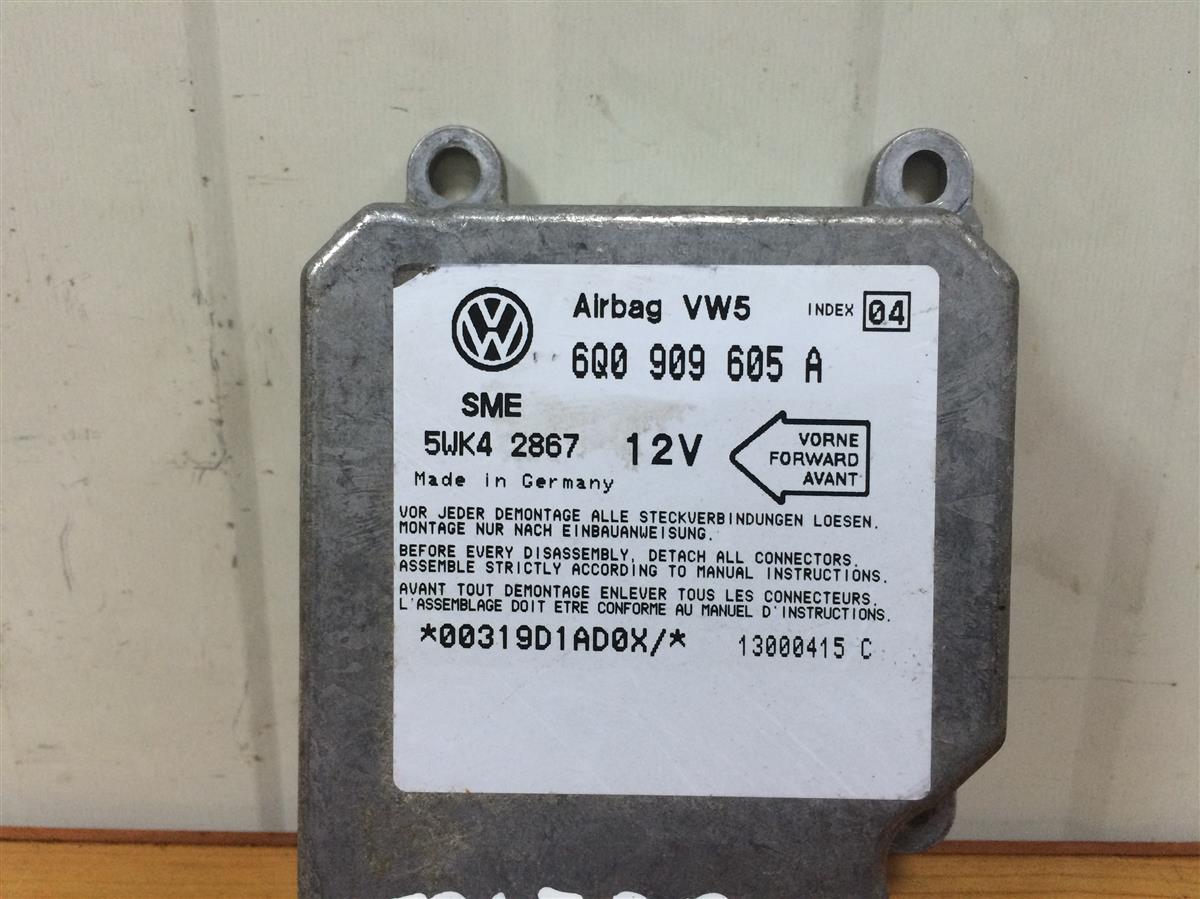 Airbag VW5 INDEX 04
6Q0 909 605 A
SME
5WK4 2867 12V
VORNE
FORWARD
AVANT
Made in Germany
VOR JEDER DEMONTAGE ALLE STECKVERBINDUNGEN LOESEN.
MONTAGE NUR NACH EINBAUANWEISUNG.
BEFORE EVERY DISASSEMBLY, DETACH ALL CONNECTORS.
ASSEMBLE STRICTLY ACCORDING TO MANUAL INSTRUCTIONS.
AVANT TOUT DEMONTAGE ENLEVER TOUS LES CONNECTEURS.
L'ASSEMBLAGE DOIT ETRE CONFORME AU MANUEL D'INSTRUCTIONS.
*00319D1AD0X/* 13000415 C